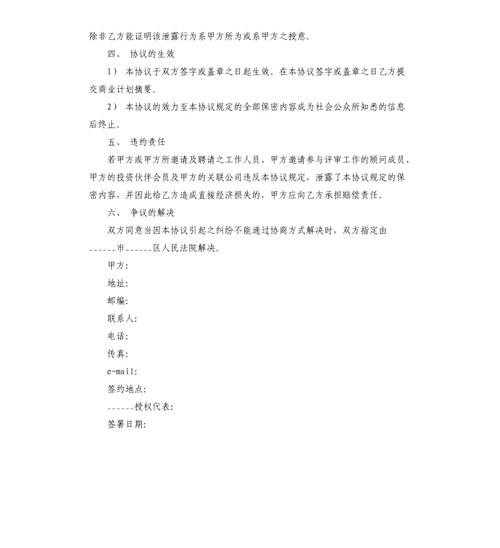 除非乙方能证明该泄露行为系甲方所为或系甲方之授意.
四、 协议的生效
1） 本协议于双方签字或盖章之日起生效。在本协议签字或盖章之日乙方提
交商业计划摘要。
2） 本协议的效力至本协议规定的全部保密内容成为社会公众所知悉的信息
后终止。
五、 违约责任
若甲方或甲方所邀请及聘请之工作人员、甲方邀请参与评审工作的顾问成员、
甲方的投资伙伴会员及甲方的关联公司违反本协议规定，泄露了本协议规定的保
密内容，并因此给乙方造成直接经济损失的，甲方应向乙方承担赔偿责任。
六、 争议的解决
双方同意当因本协议引起之纠纷不能通过协商方式解决时，双方指定由
______市______区人民法院解决。
甲方:
地址:
邮编:
联系人:
电话:
传真:
e-mail:
签约地点:
______授权代表:
签署日期: